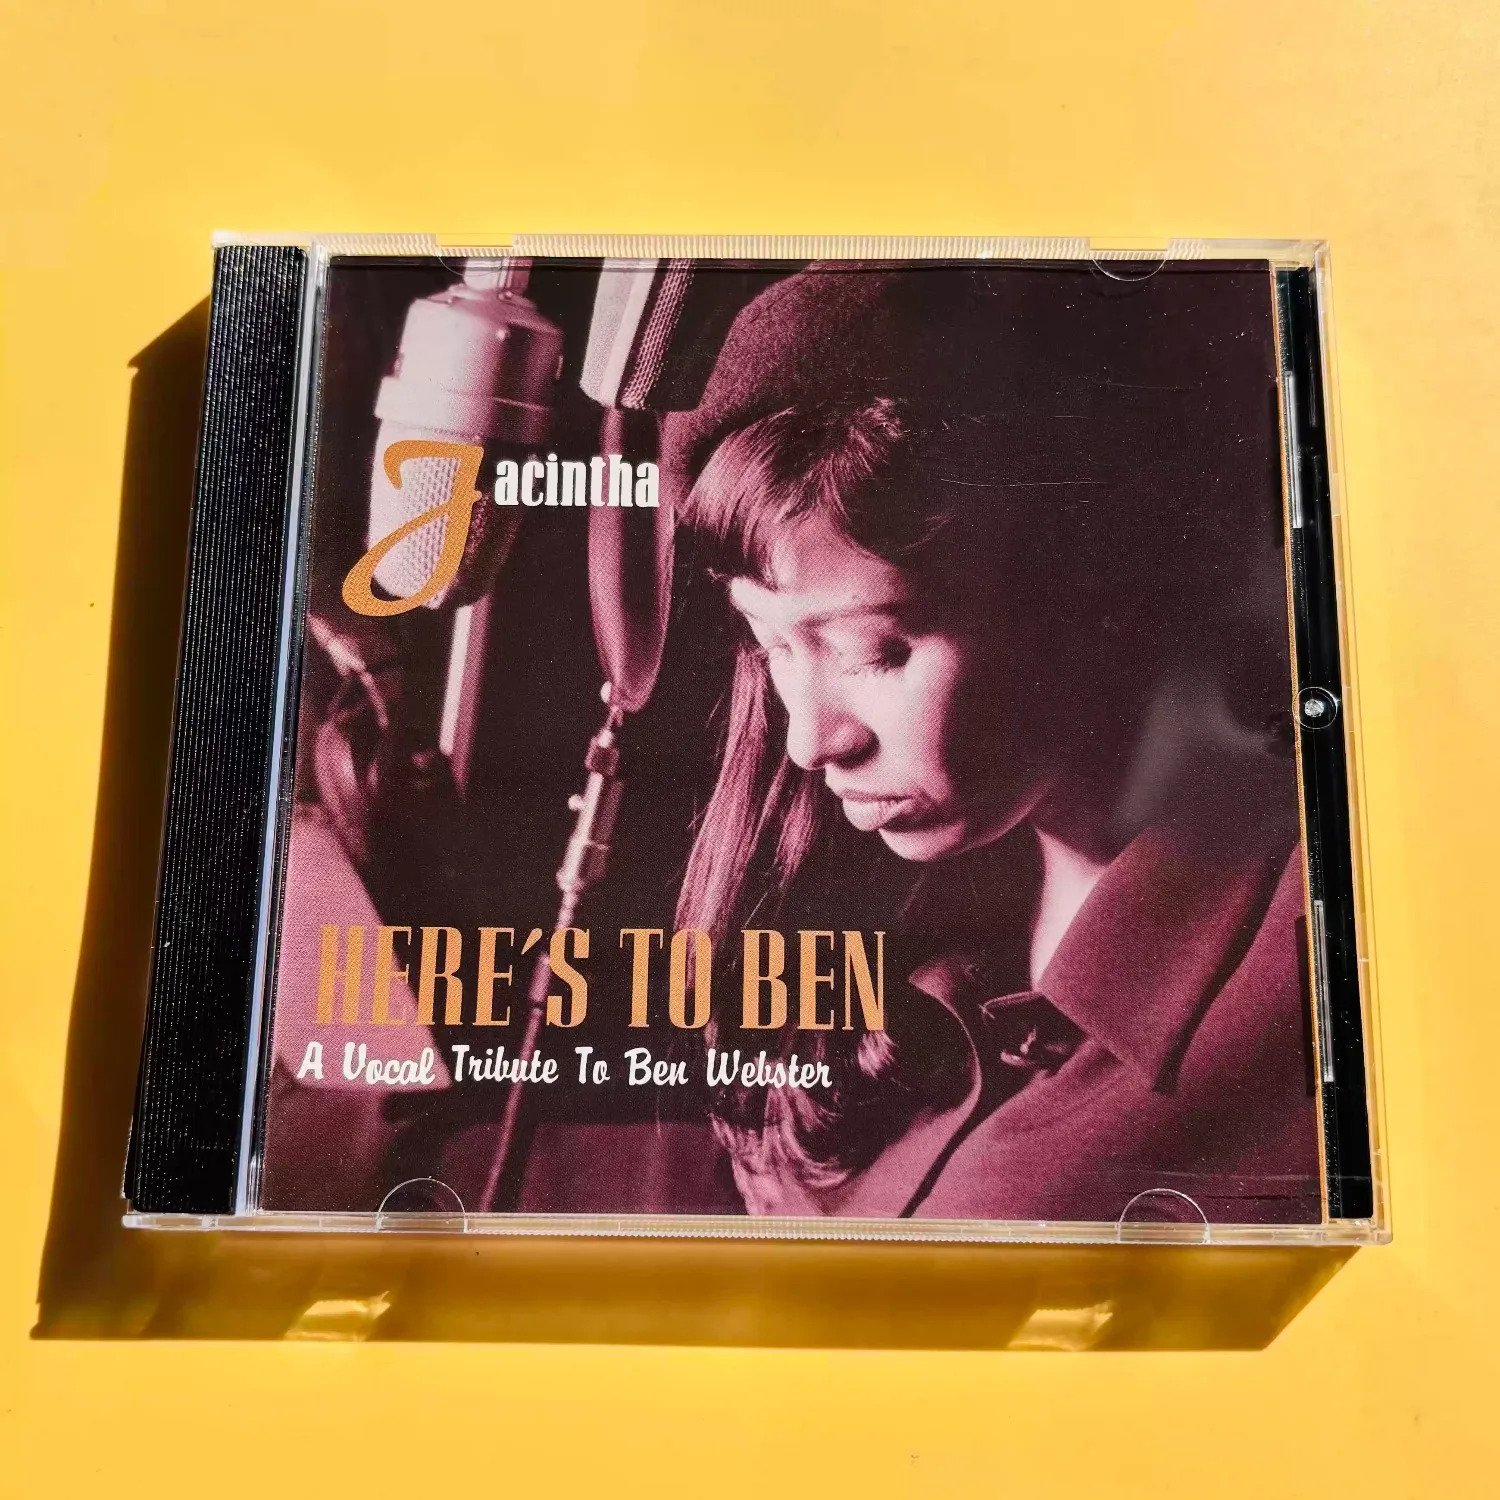 Jacintha
HERE'S TO BEN
A Vocal Tribute To Ben Webster